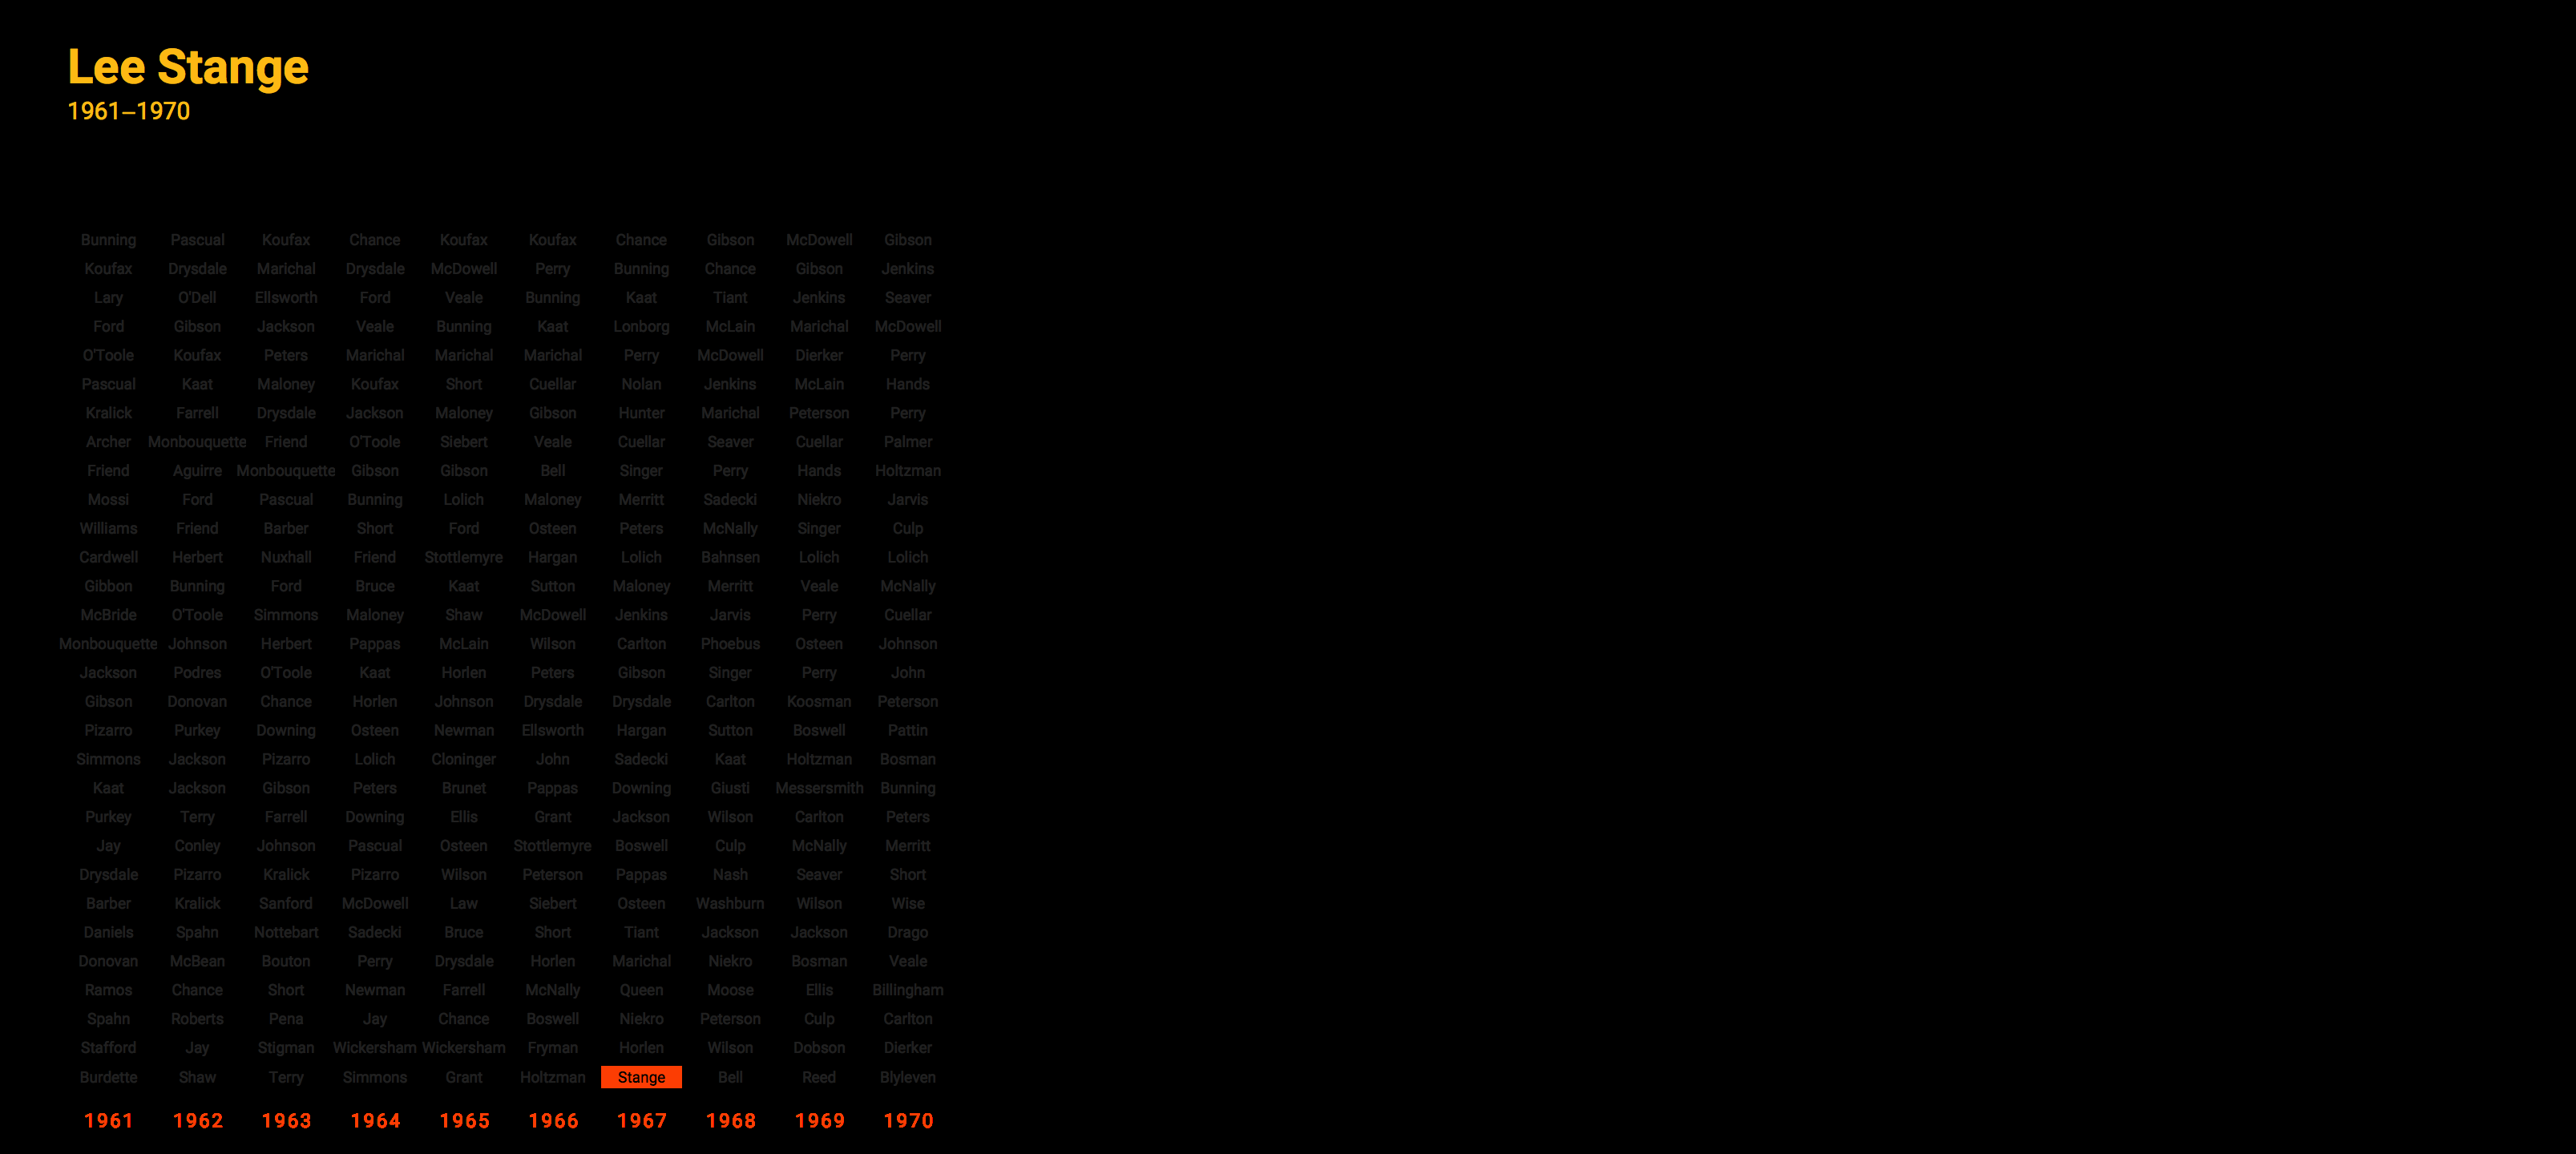 Lee Stange
1961–1970
Bunning Pascual Koufax Chance Koufax Koufax Chance Gibson McDowell Gibson
Koufax Drysdale Marichal Drysdale McDowell Perry Bunning Chance Gibson Jenkins
Lary O'Dell Ellsworth Ford Veale Bunning Kaat Tiant Jenkins Seaver
Ford Gibson Jackson Veale Bunning Kaat Lonborg McLain Marichal McDowell
O'Toole Koufax Peters Marichal Marichal Marichal Perry McDowell Dierker Perry
Pascual Kaat Maloney Koufax Short Cuellar Nolan Jenkins McLain Hands
Kralick Farrell Drysdale Jackson Maloney Gibson Hunter Marichal Peterson Perry
Archer Monbouquette Friend O'Toole Siebert Veale Cuellar Seaver Cuellar Palmer
Friend Aguirre Monbouquette Gibson Gibson Bell Singer Perry Hands Holtzman
Mossi Ford Pascual Bunning Lolich Maloney Merritt Sadecki Niekro Jarvis
Williams Friend Barber Short Ford Osteen Peters McNally Singer Culp
Cardwell Herbert Nuxhall Friend Stottlemyre Hargan Lolich Bahnsen Lolich Lolich
Gibbon Bunning Ford Bruce Kaat Sutton Maloney Merritt Veale McNally
McBride O'Toole Simmons Maloney Shaw McDowell Jenkins Jarvis Perry Cuellar
Monbouquette Johnson Herbert Pappas McLain Wilson Carlton Phoebus Osteen Johnson
Jackson Podres O'Toole Kaat Horlen Peters Gibson Singer Perry John
Gibson Donovan Chance Horlen Johnson Drysdale Drysdale Carlton Koosman Peterson
Pizarro Purkey Downing Osteen Newman Ellsworth Hargan Sutton Boswell Pattin
Simmons Jackson Pizarro Lolich Cloninger John Sadecki Kaat Holtzman Bosman
Kaat Jackson Gibson Peters Brunet Pappas Downing Giusti Messersmith Bunning
Purkey Terry Farrell Downing Ellis Grant Jackson Wilson Carlton Peters
Jay Conley Johnson Pascual Osteen Stottlemyre Boswell Culp McNally Merritt
Drysdale Pizarro Kralick Pizarro Wilson Peterson Pappas Nash Seaver Short
Barber Kralick Sanford McDowell Law Siebert Osteen Washburn Wilson Wise
Daniels Spahn Nottebart Sadecki Bruce Short Tiant Jackson Jackson Drago
Donovan McBean Bouton Perry Drysdale Horlen Marichal Niekro Bosman Veale
Ramos Chance Short Newman Farrell McNally Queen Moose Ellis Billingham
Spahn Roberts Pena Jay Chance Boswell Niekro Peterson Culp Carlton
Stafford Jay Stigman Wickersham Wickersham Fryman Horlen Wilson Dobson Dierker
Burdette Shaw Terry Simmons Grant Holtzman Stange Bell Reed Blyleven
1961 1962 1963 1964 1965 1966 1967 1968 1969 1970